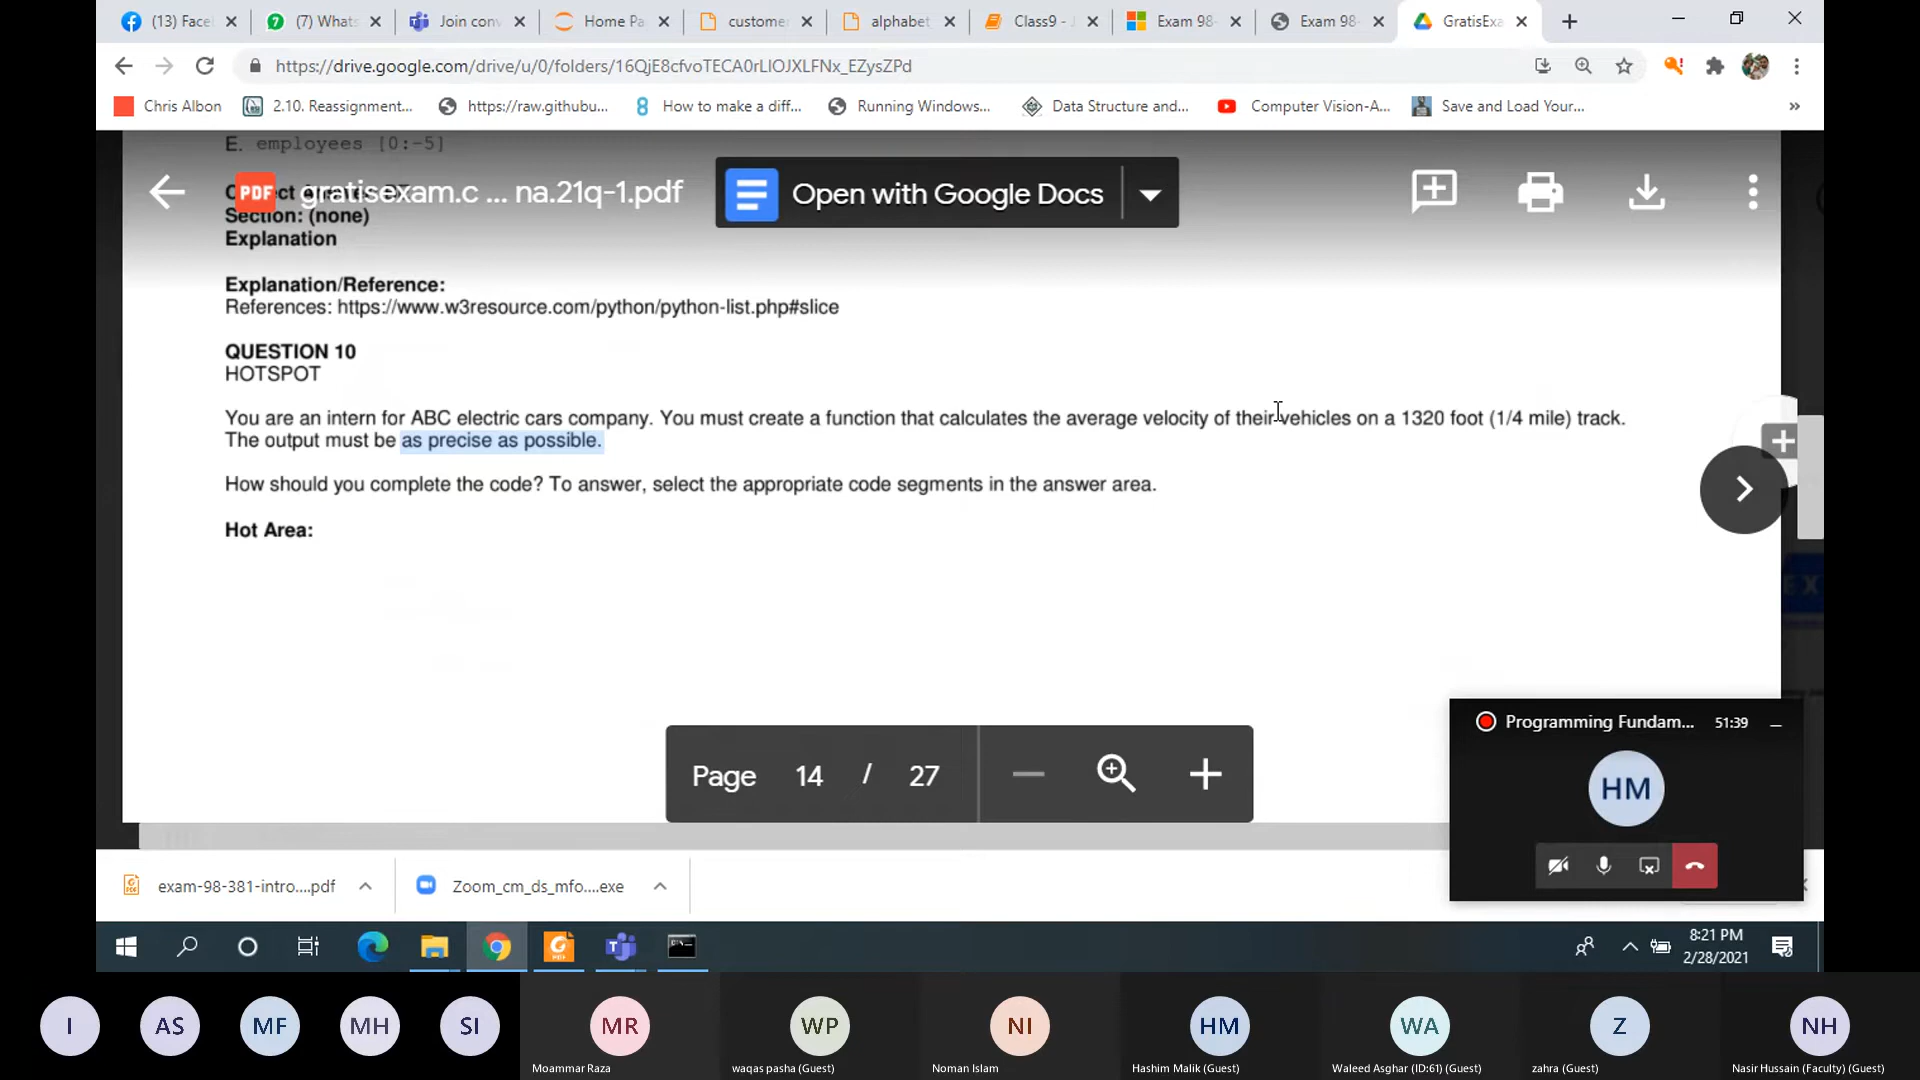 (13) Face
(7) Whats
Join con
Home Pa
custome
alphabet
Class9 -
Exam 98-
Exam 98-
GratisExa
https://drive.google.com/drive/u/0/folders/16QjE8cfvoTECA0rLlOJXLFNx_EZysZPd
Chris Albon
2.10. Reassignment...
https://raw.githubu...
How to make a diff...
Running Windows...
Data Structure and...
Computer Vision-A...
Save and Load Your...
E. employees [0:-5]
PDF
gratisexam.c ... na.21q-1.pdf
Open with Google Docs
Section: (none)
Explanation
Explanation/Reference:
References: https://www.w3resource.com/python/python-list.php#slice
QUESTION 10
HOTSPOT
You are an intern for ABC electric cars company. You must create a function that calculates the average velocity of their vehicles on a 1320 foot (1/4 mile) track.
The output must be as precise as possible.
How should you complete the code? To answer, select the appropriate code segments in the answer area.
Hot Area:
Page 14 / 27
Programming Fundam... 51:39
HM
exam-98-381-intro....pdf
Zoom_cm_ds_mfo....exe
8:21 PM
2/28/2021
I
AS
MF
MH
SI
MR
WP
NI
HM
WA
Z
NH
Moammar Raza
waqas pasha (Guest)
Noman Islam
Hashim Malik (Guest)
Waleed Asghar (ID:61) (Guest)
zahra (Guest)
Nasir Hussain (Faculty) (Guest)